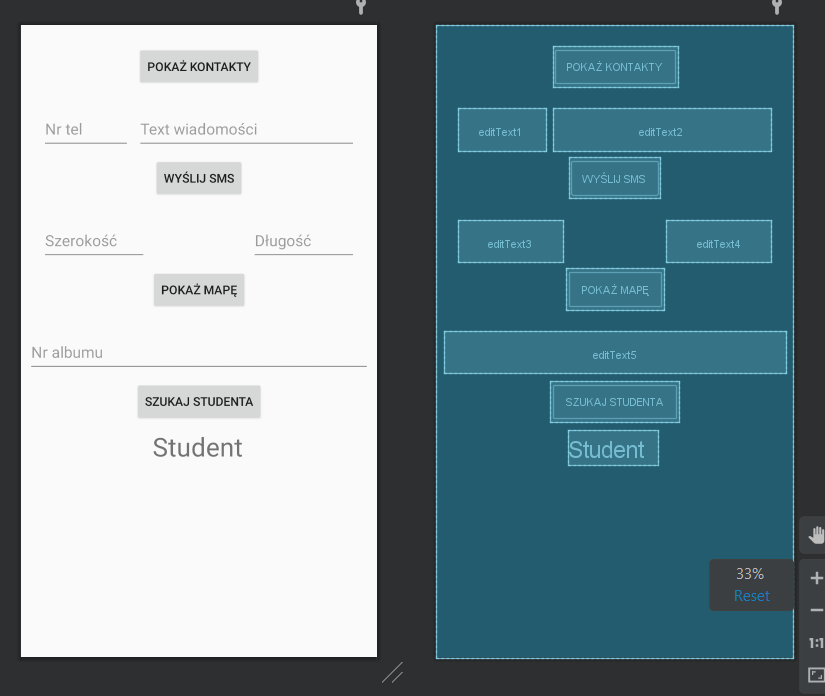 POKAŻ KONTAKTY
Nr tel Text wiadomości
WYŚLIJ SMS
Szerokość Długość
POKAŻ MAPĘ
Nr albumu
SZUKAJ STUDENTA
Student
POKAŻ KONTAKTY
editText1 editText2
WYŚLIJ SMS
editText3 editText4
POKAŻ MAPĘ
editText5
SZUKAJ STUDENTA
Student
33%
Reset
1:1